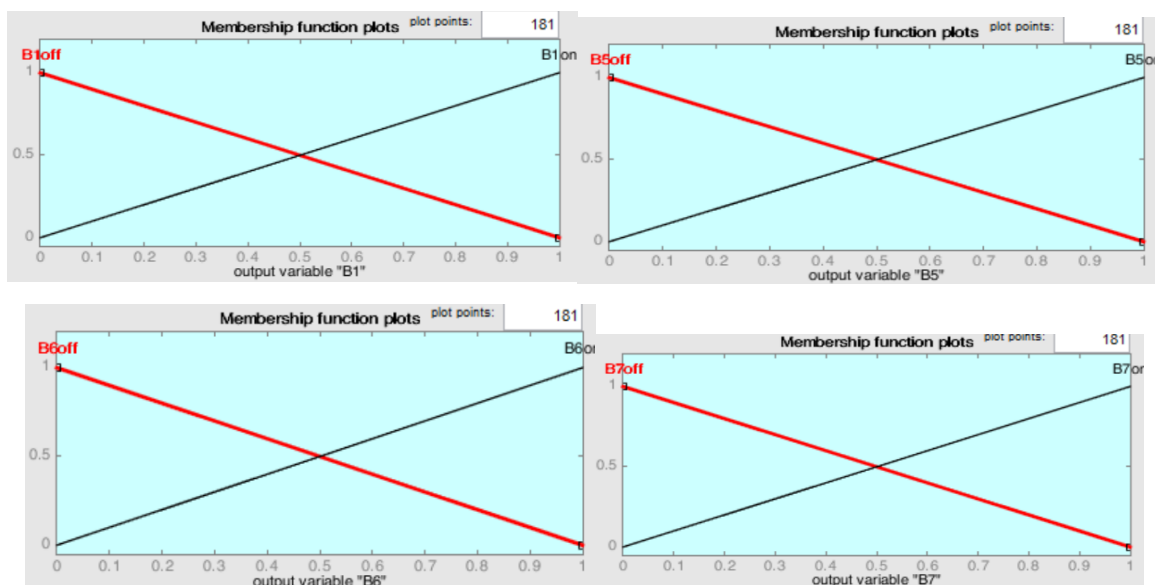 Membership function plots plot points: 181
B1off B1on
1
0.5
0
0 0.1 0.2 0.3 0.4 0.5 0.6 0.7 0.8 0.9 1
output variable "B1"
Membership function plots plot points: 181
B5off B5o
1
0.5
0
0 0.1 0.2 0.3 0.4 0.5 0.6 0.7 0.8 0.9 1
output variable "B5"
Membership function plots plot points: 181
B6off B6o
1
0.5
0
0 0.1 0.2 0.3 0.4 0.5 0.6 0.7 0.8 0.9 1
output variable "B6"
Membership function plots plot points: 181
B7off B7on
1
0.5
0
0 0.1 0.2 0.3 0.4 0.5 0.6 0.7 0.8 0.9 1
output variable "B7"